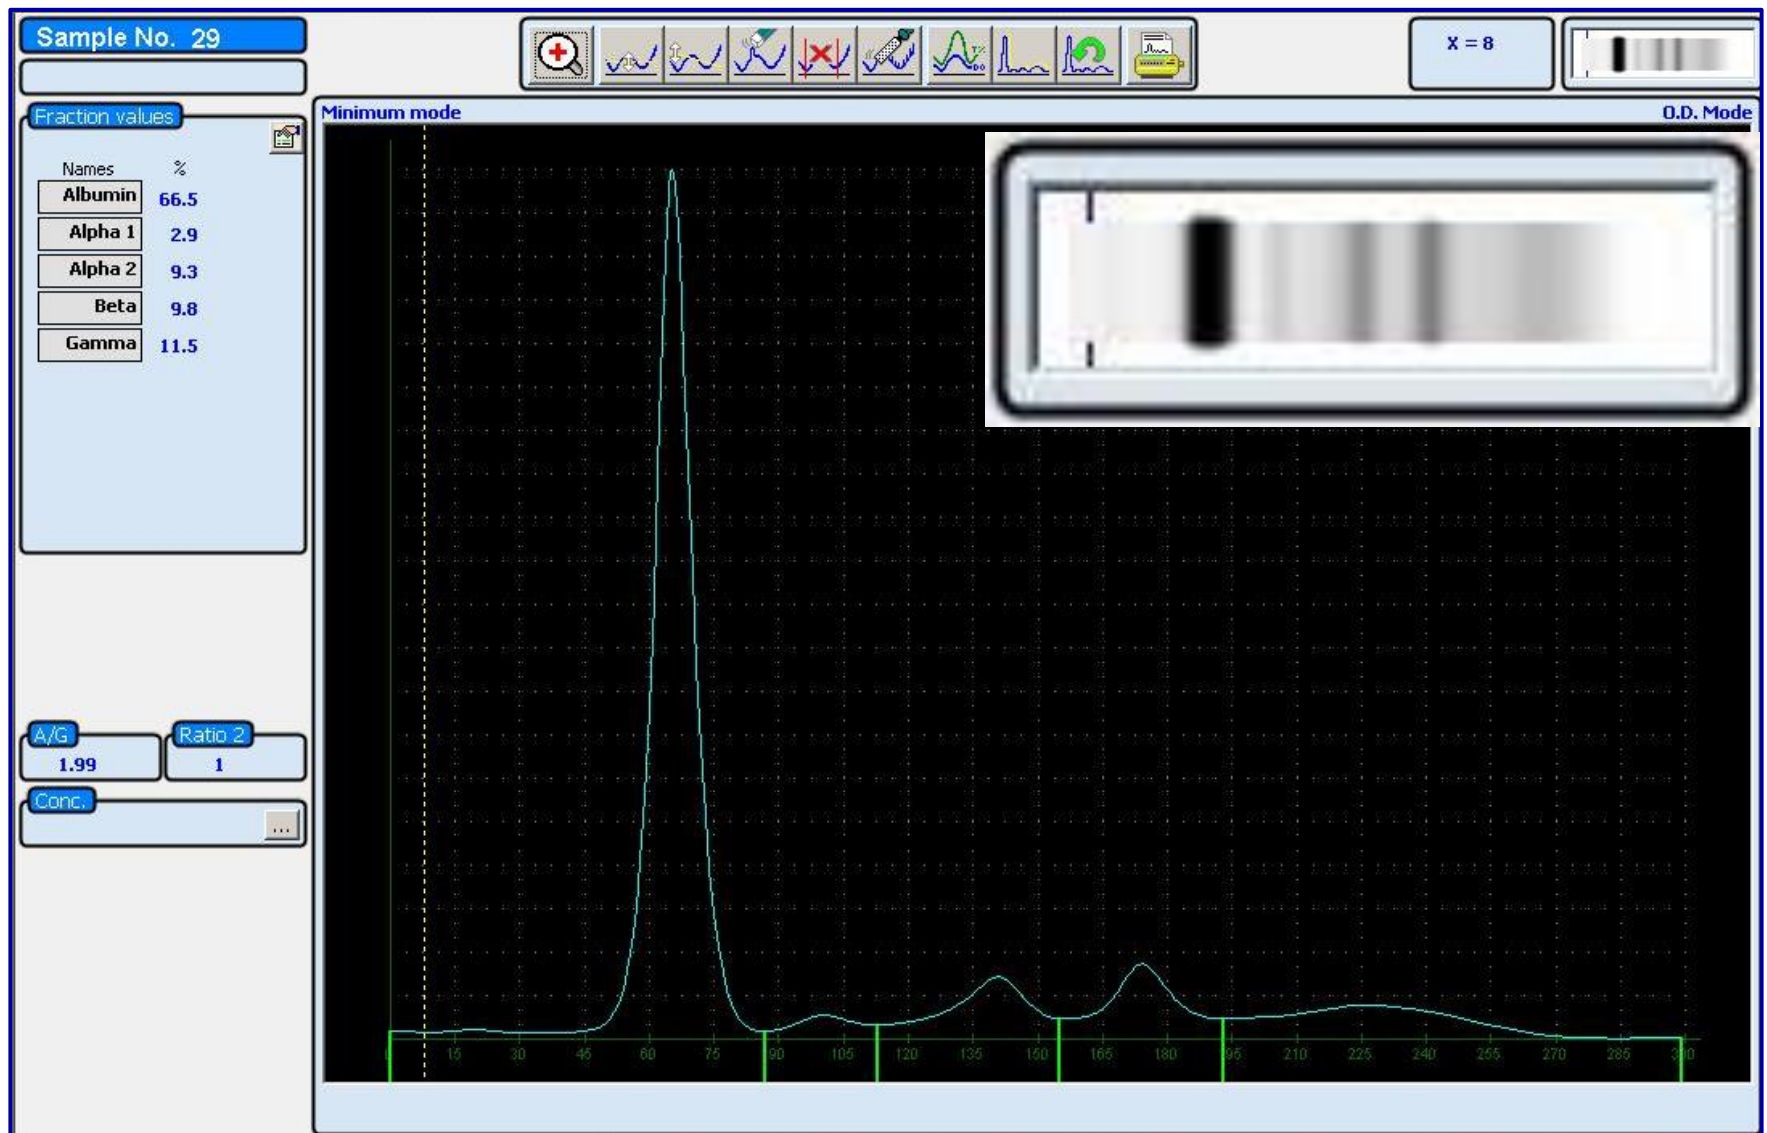 Sample No. 29
X = 8
Fraction values
Minimum mode
O.D. Mode
Names %
Albumin 66.5
Alpha 1 2.9
Alpha 2 9.3
Beta 9.8
Gamma 11.5
A/G
Ratio 2
1.99
1
Conc.
...
15 30 45 60 75 90 105 120 135 150 165 180 195 210 225 240 255 270 285 300